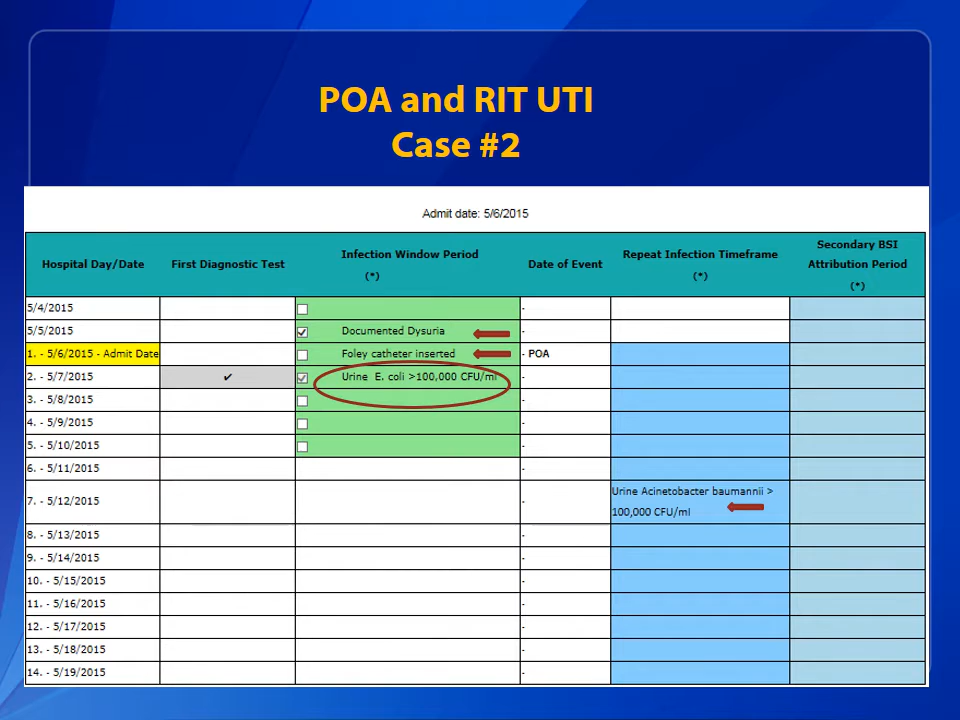 POA and RIT UTI
Case #2
Admit date: 5/6/2015
Hospital Day/Date First Diagnostic Test Infection Window Period (*) Date of Event Repeat Infection Timeframe (*) Secondary BSI Attribution Period (*)
5/4/2015 -
5/5/2015 Documented Dysuria -
1. - 5/6/2015 - Admit Date Foley catheter inserted - POA
2. - 5/7/2015 ✔ Urine E. coli >100,000 CFU/ml -
3. - 5/8/2015 -
4. - 5/9/2015 -
5. - 5/10/2015 -
6. - 5/11/2015 -
7. - 5/12/2015 - Urine Acinetobacter baumannii > 100,000 CFU/ml
8. - 5/13/2015 -
9. - 5/14/2015 -
10. - 5/15/2015 -
11. - 5/16/2015 -
12. - 5/17/2015 -
13. - 5/18/2015 -
14. - 5/19/2015 -